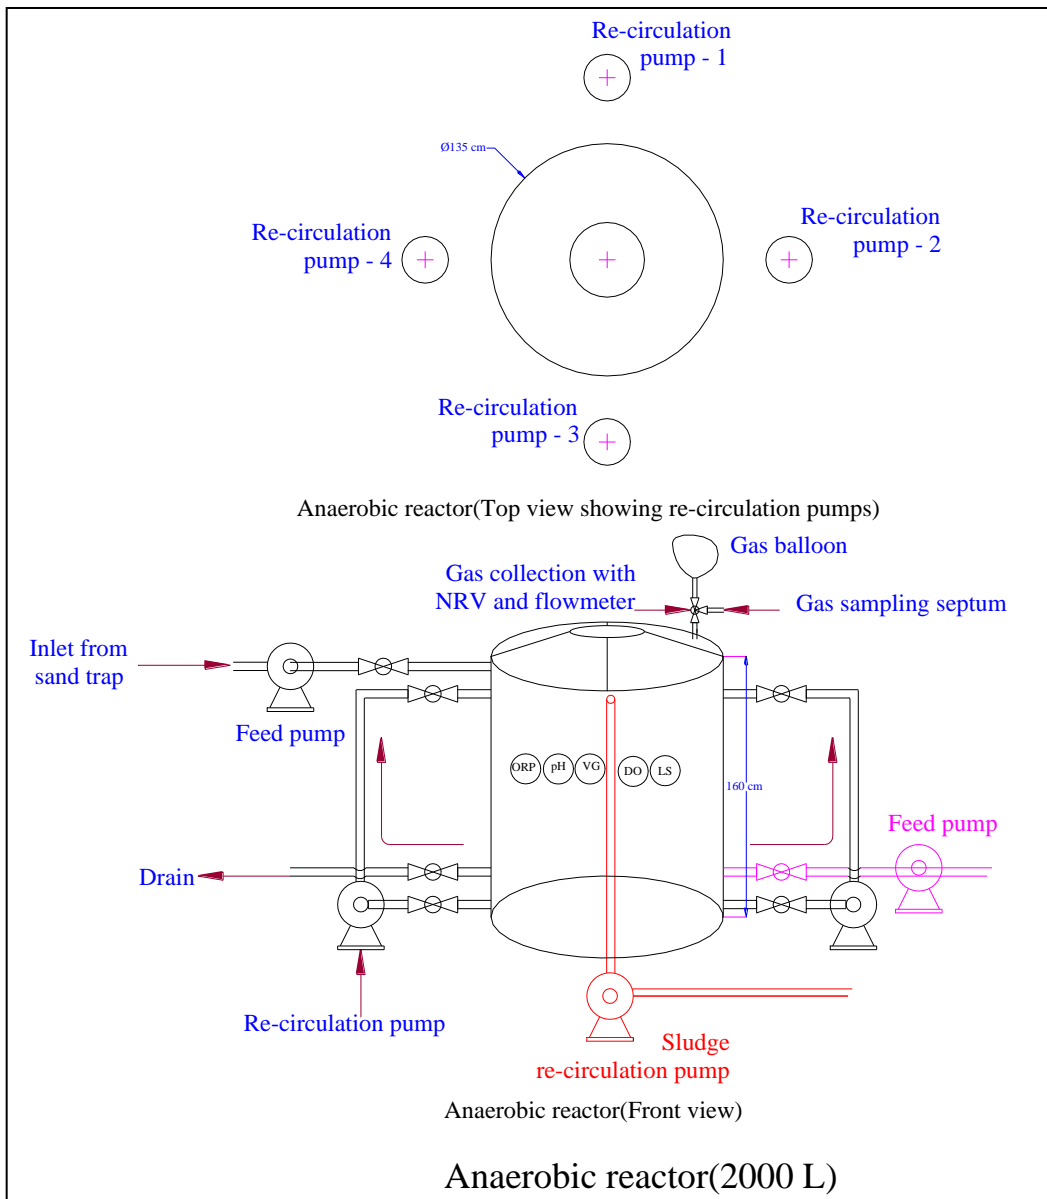 Re-circulation
pump - 1
Ø135 cm
Re-circulation
pump - 4
Re-circulation
pump - 2
Re-circulation
pump - 3
Anaerobic reactor(Top view showing re-circulation pumps)
Gas balloon
Gas collection with
NRV and flowmeter
Gas sampling septum
Inlet from
sand trap
Feed pump
ORP
pH
VG
DO
LS
160 cm
Feed pump
Drain
Re-circulation pump
Sludge
re-circulation pump
Anaerobic reactor(Front view)
Anaerobic reactor(2000 L)